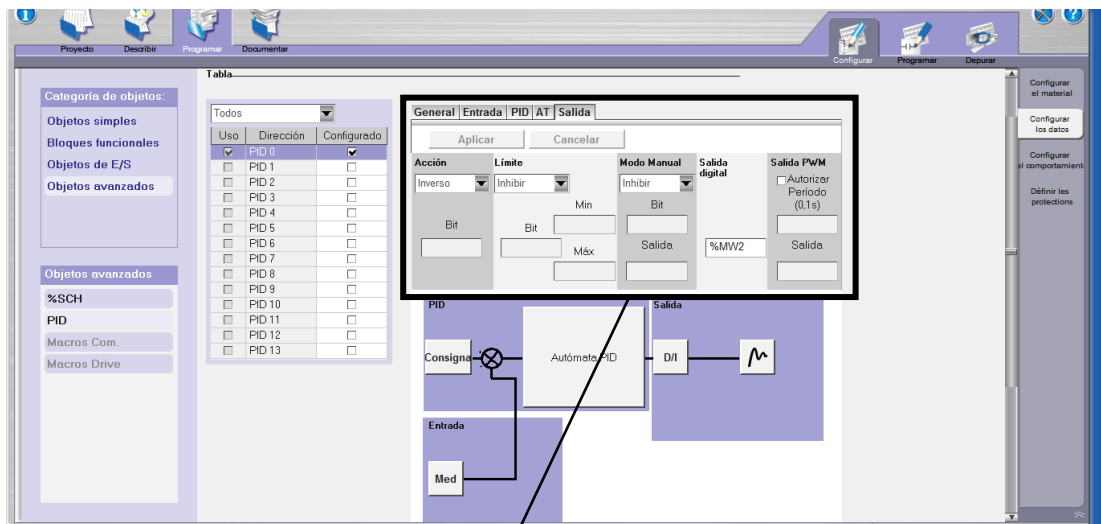 Proyecto Describir Programar Documentar
Configurar Programar Depurar
Tabla
Categoría de objetos:
Objetos simples
Bloques funcionales
Objetos de E/S
Objetos avanzados
Objetos avanzados
%SCH
PID
Macros Com.
Macros Drive
Todos
Uso Dirección Configurado
PID 0
PID 1
PID 2
PID 3
PID 4
PID 5
PID 6
PID 7
PID 8
PID 9
PID 10
PID 11
PID 12
PID 13
General Entrada PID AT Salida
Aplicar Cancelar
Acción Límite Modo Manual Salida Salida PWM
digital
Inverso Inhibir Inhibir Autorizar
Período
Min Bit (0,1s)
Bit Bit
Máx Salida %MW2 Salida
PID Salida
Consigna Autómata PID D/I
Entrada
Med
Configurar
el material
Configurar
los datos
Configurar
el comportamient
Définir les
protections